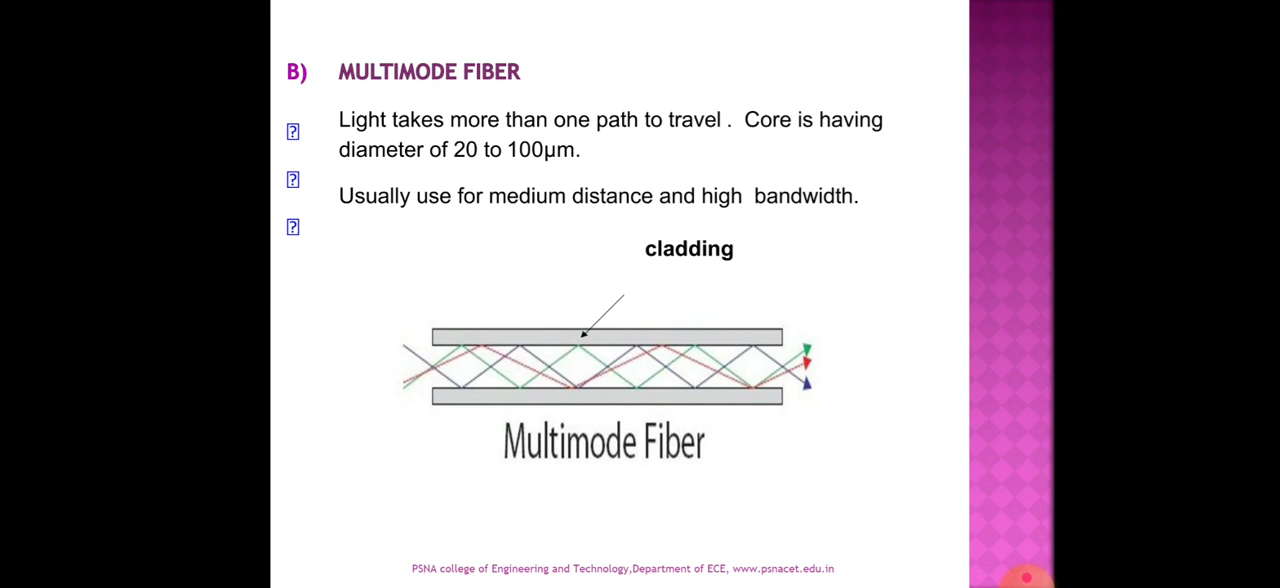 B) MULTIMODE FIBER
Light takes more than one path to travel . Core is having
diameter of 20 to 100µm.
Usually use for medium distance and high bandwidth.
cladding
Multimode Fiber
PSNA college of Engineering and Technology,Department of ECE, www.psnacet.edu.in